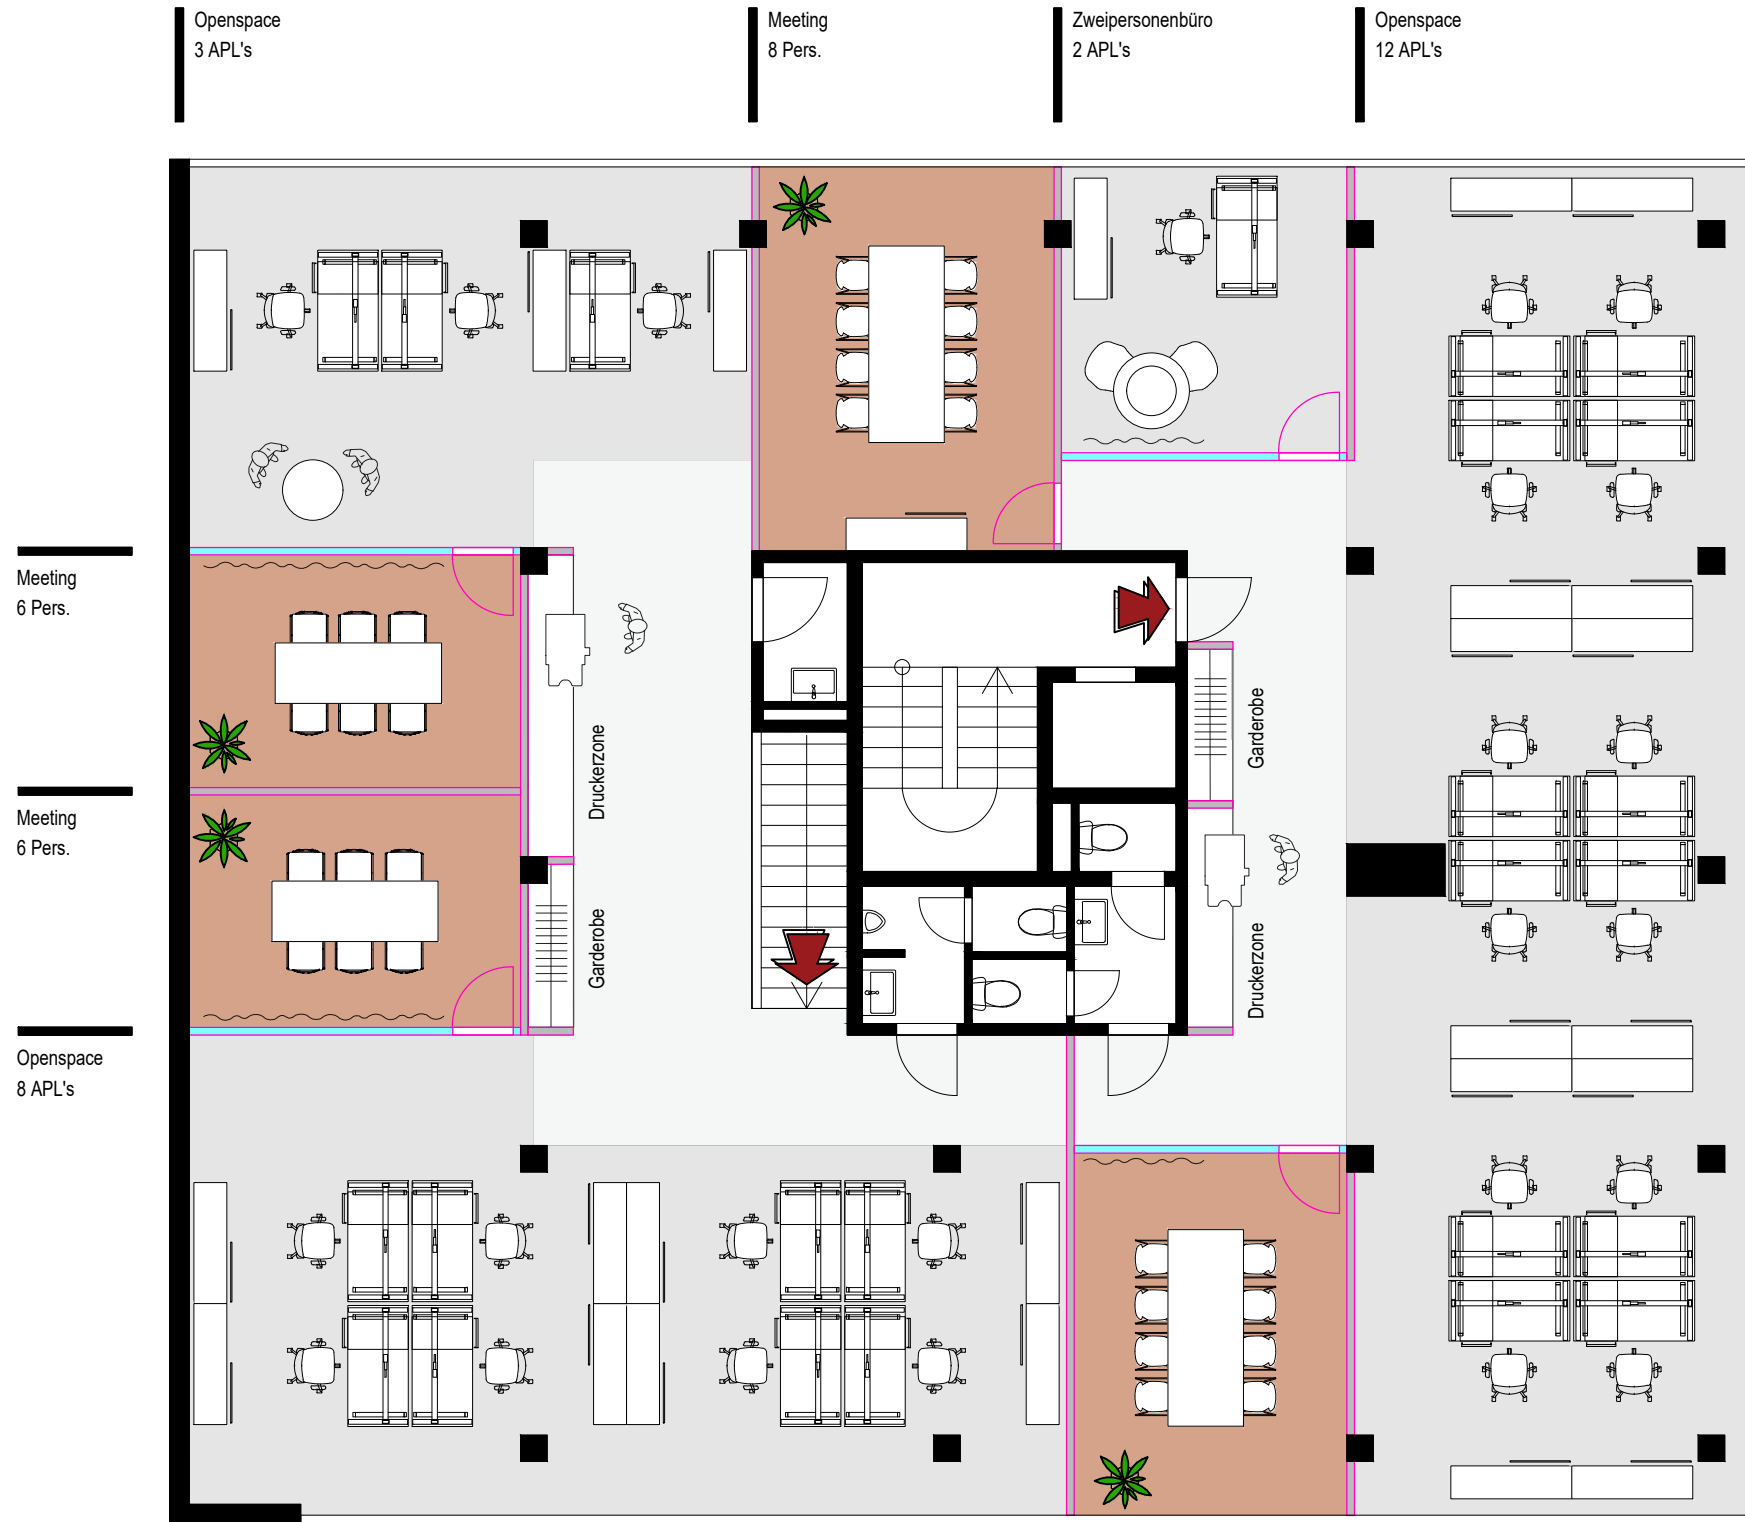 Openspace
3 APL's
Meeting
8 Pers.
Zweipersonenbüro
2 APL's
Openspace
12 APL's
Meeting
6 Pers.
Meeting
6 Pers.
Openspace
8 APL's
Druckerzone
Garderobe
Garderobe
Druckerzone